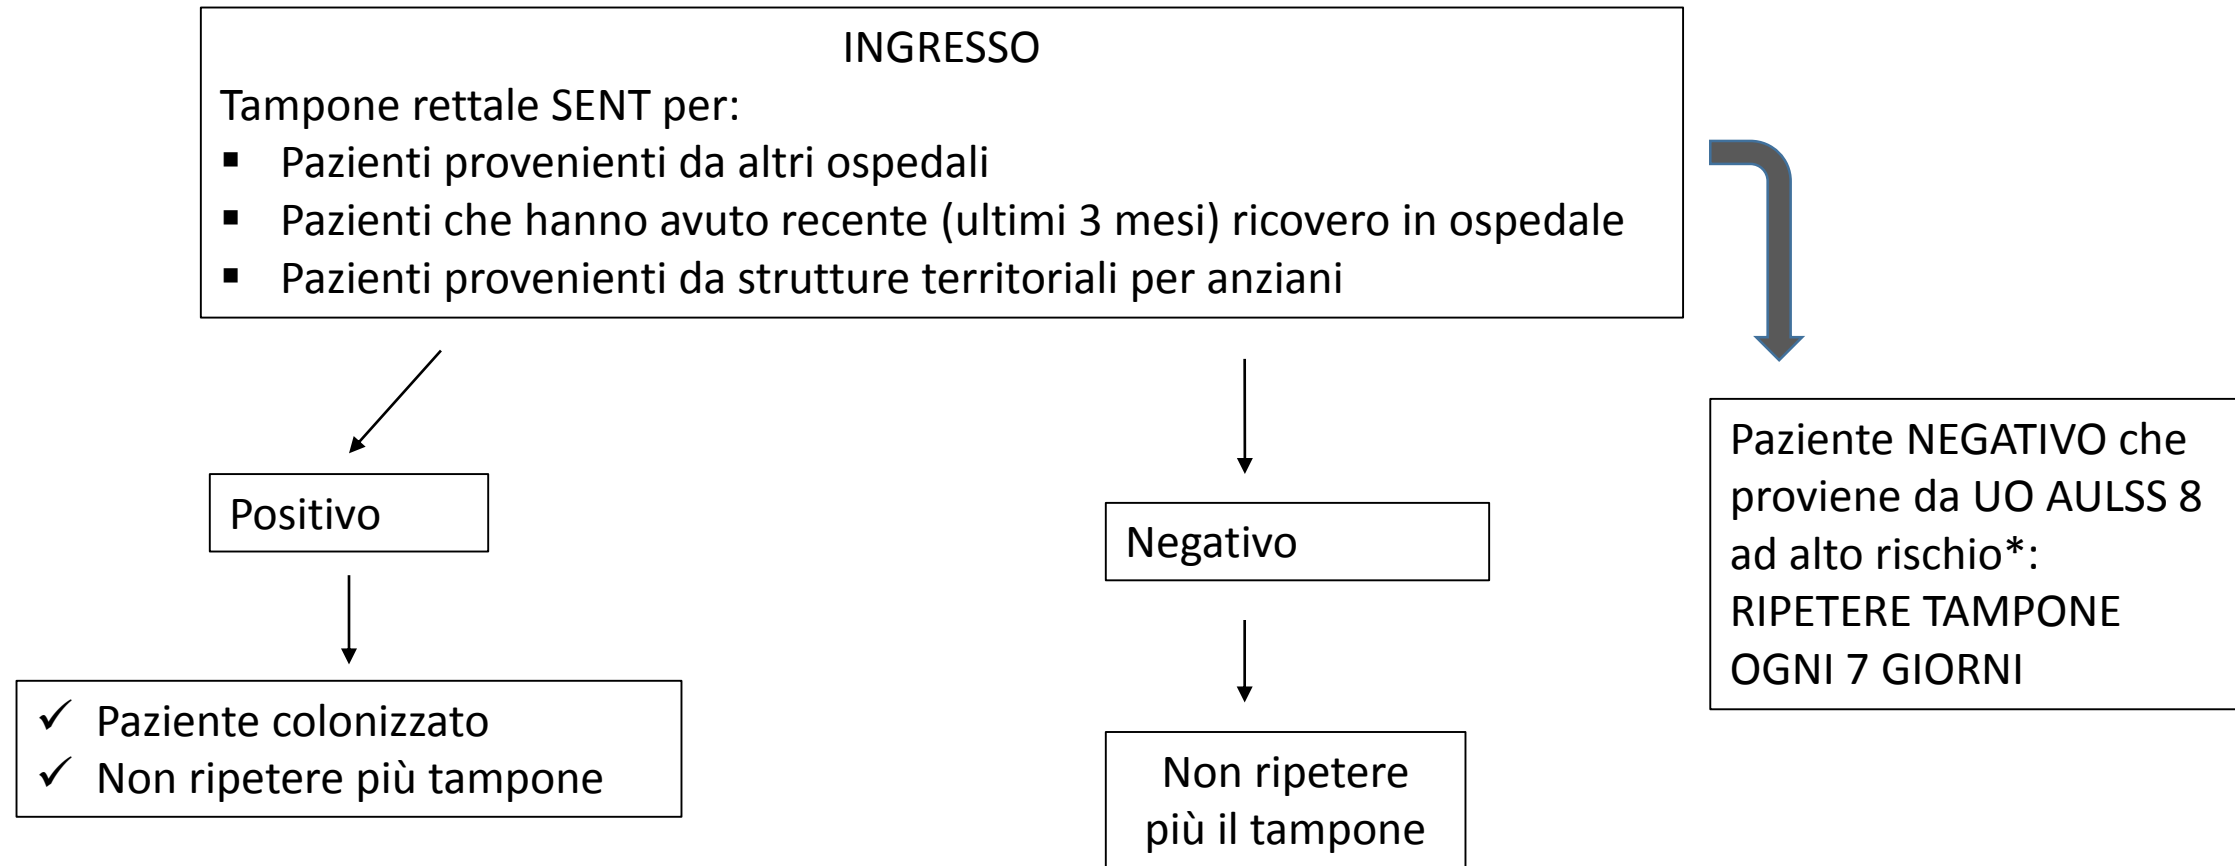 INGRESSO
Tampone rettale SENT per:
▪ Pazienti provenienti da altri ospedali
▪ Pazienti che hanno avuto recente (ultimi 3 mesi) ricovero in ospedale
▪ Pazienti provenienti da strutture territoriali per anziani
Paziente NEGATIVO che
proviene da UO AULSS 8
ad alto rischio*:
RIPETERE TAMPONE
OGNI 7 GIORNI
Positivo
Negativo
✓ Paziente colonizzato
✓ Non ripetere più tampone
Non ripetere
più il tampone